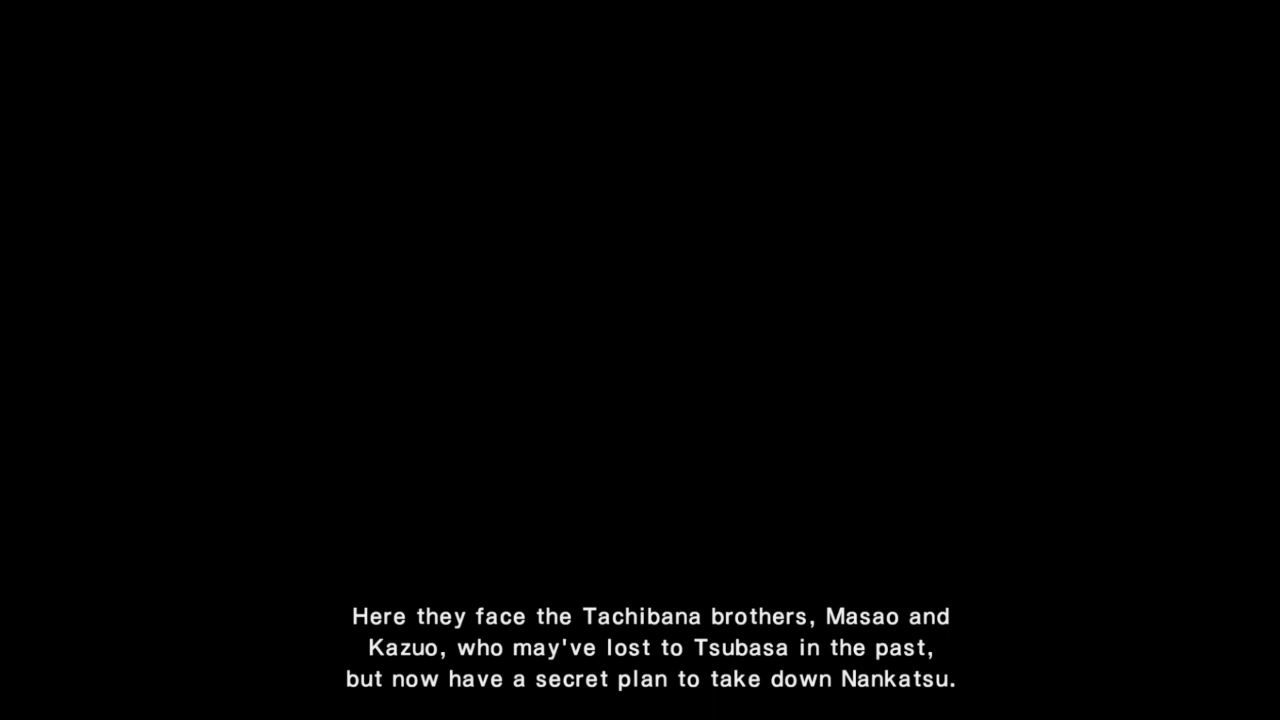 Here they face the Tachibana brothers, Masao and
Kazuo, who may've lost to Tsubasa in the past,
but now have a secret plan to take down Nankatsu.